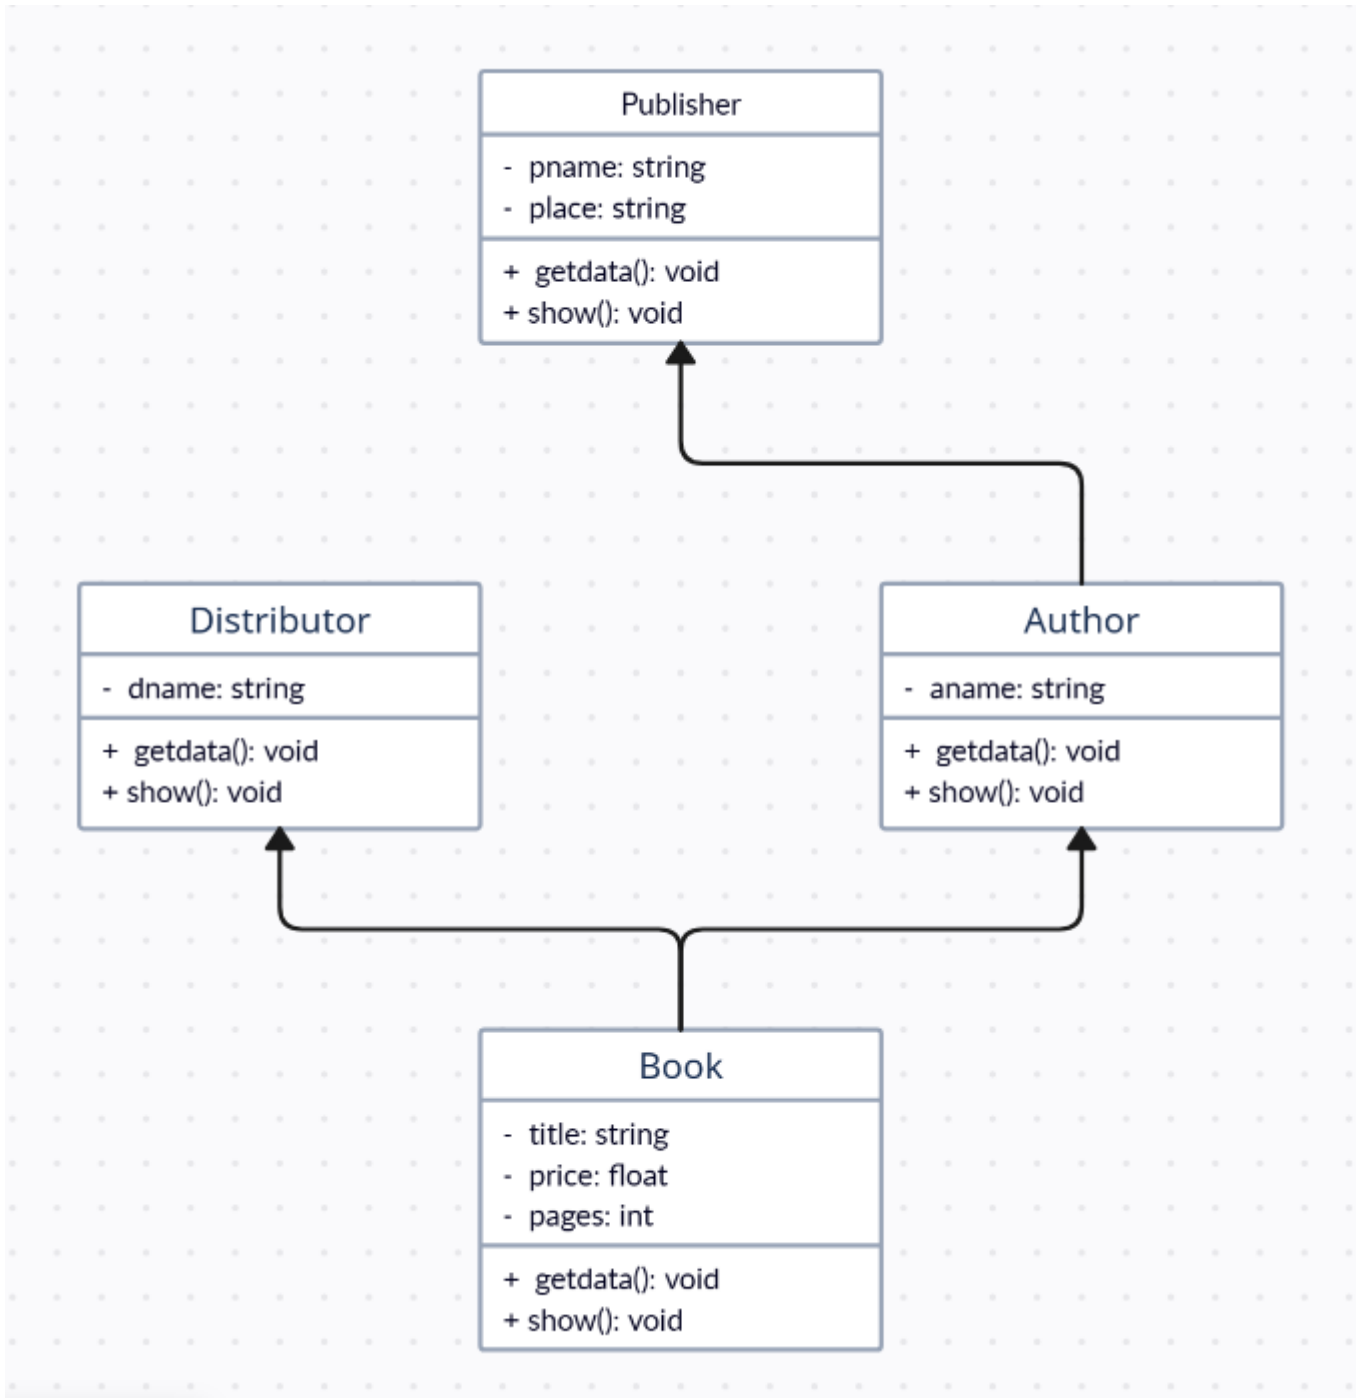 Publisher
- pname: string
- place: string
+ getdata(): void
+ show(): void
Distributor
- dname: string
+ getdata(): void
+ show(): void
Author
- aname: string
+ getdata(): void
+ show(): void
Book
- title: string
- price: float
- pages: int
+ getdata(): void
+ show(): void